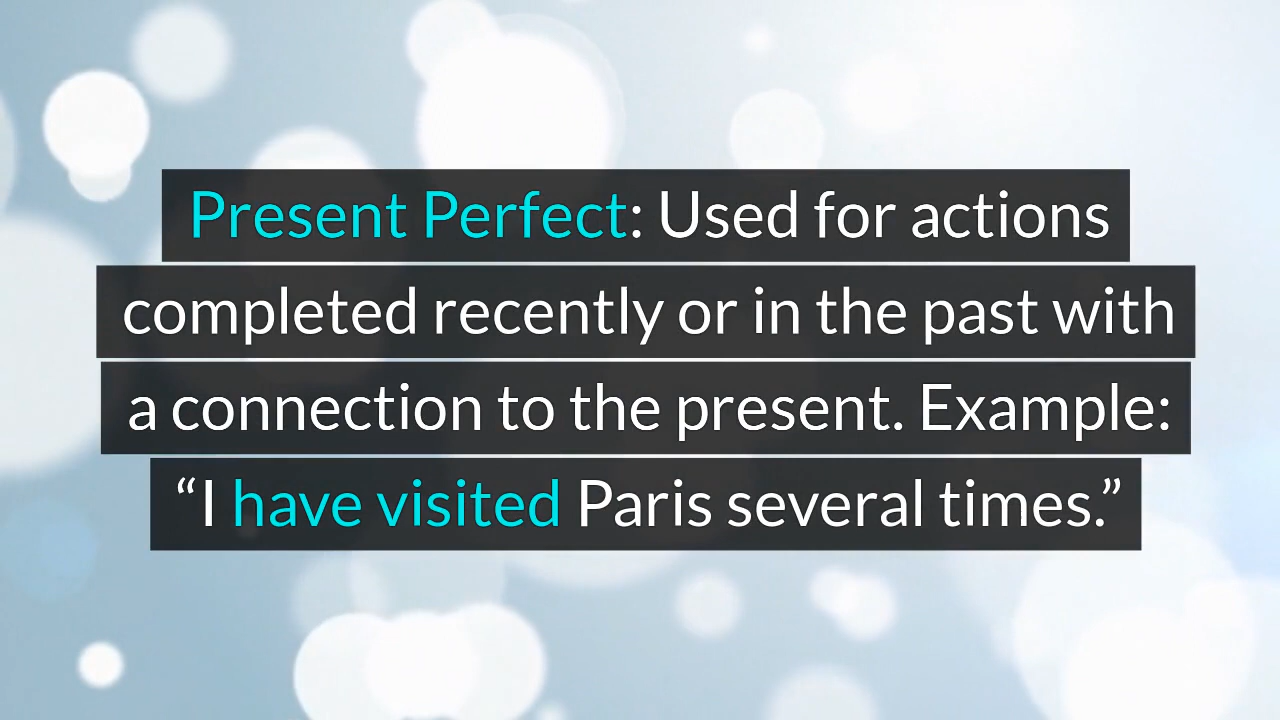 Present Perfect: Used for actions
completed recently or in the past with
a connection to the present. Example:
“I have visited Paris several times.”